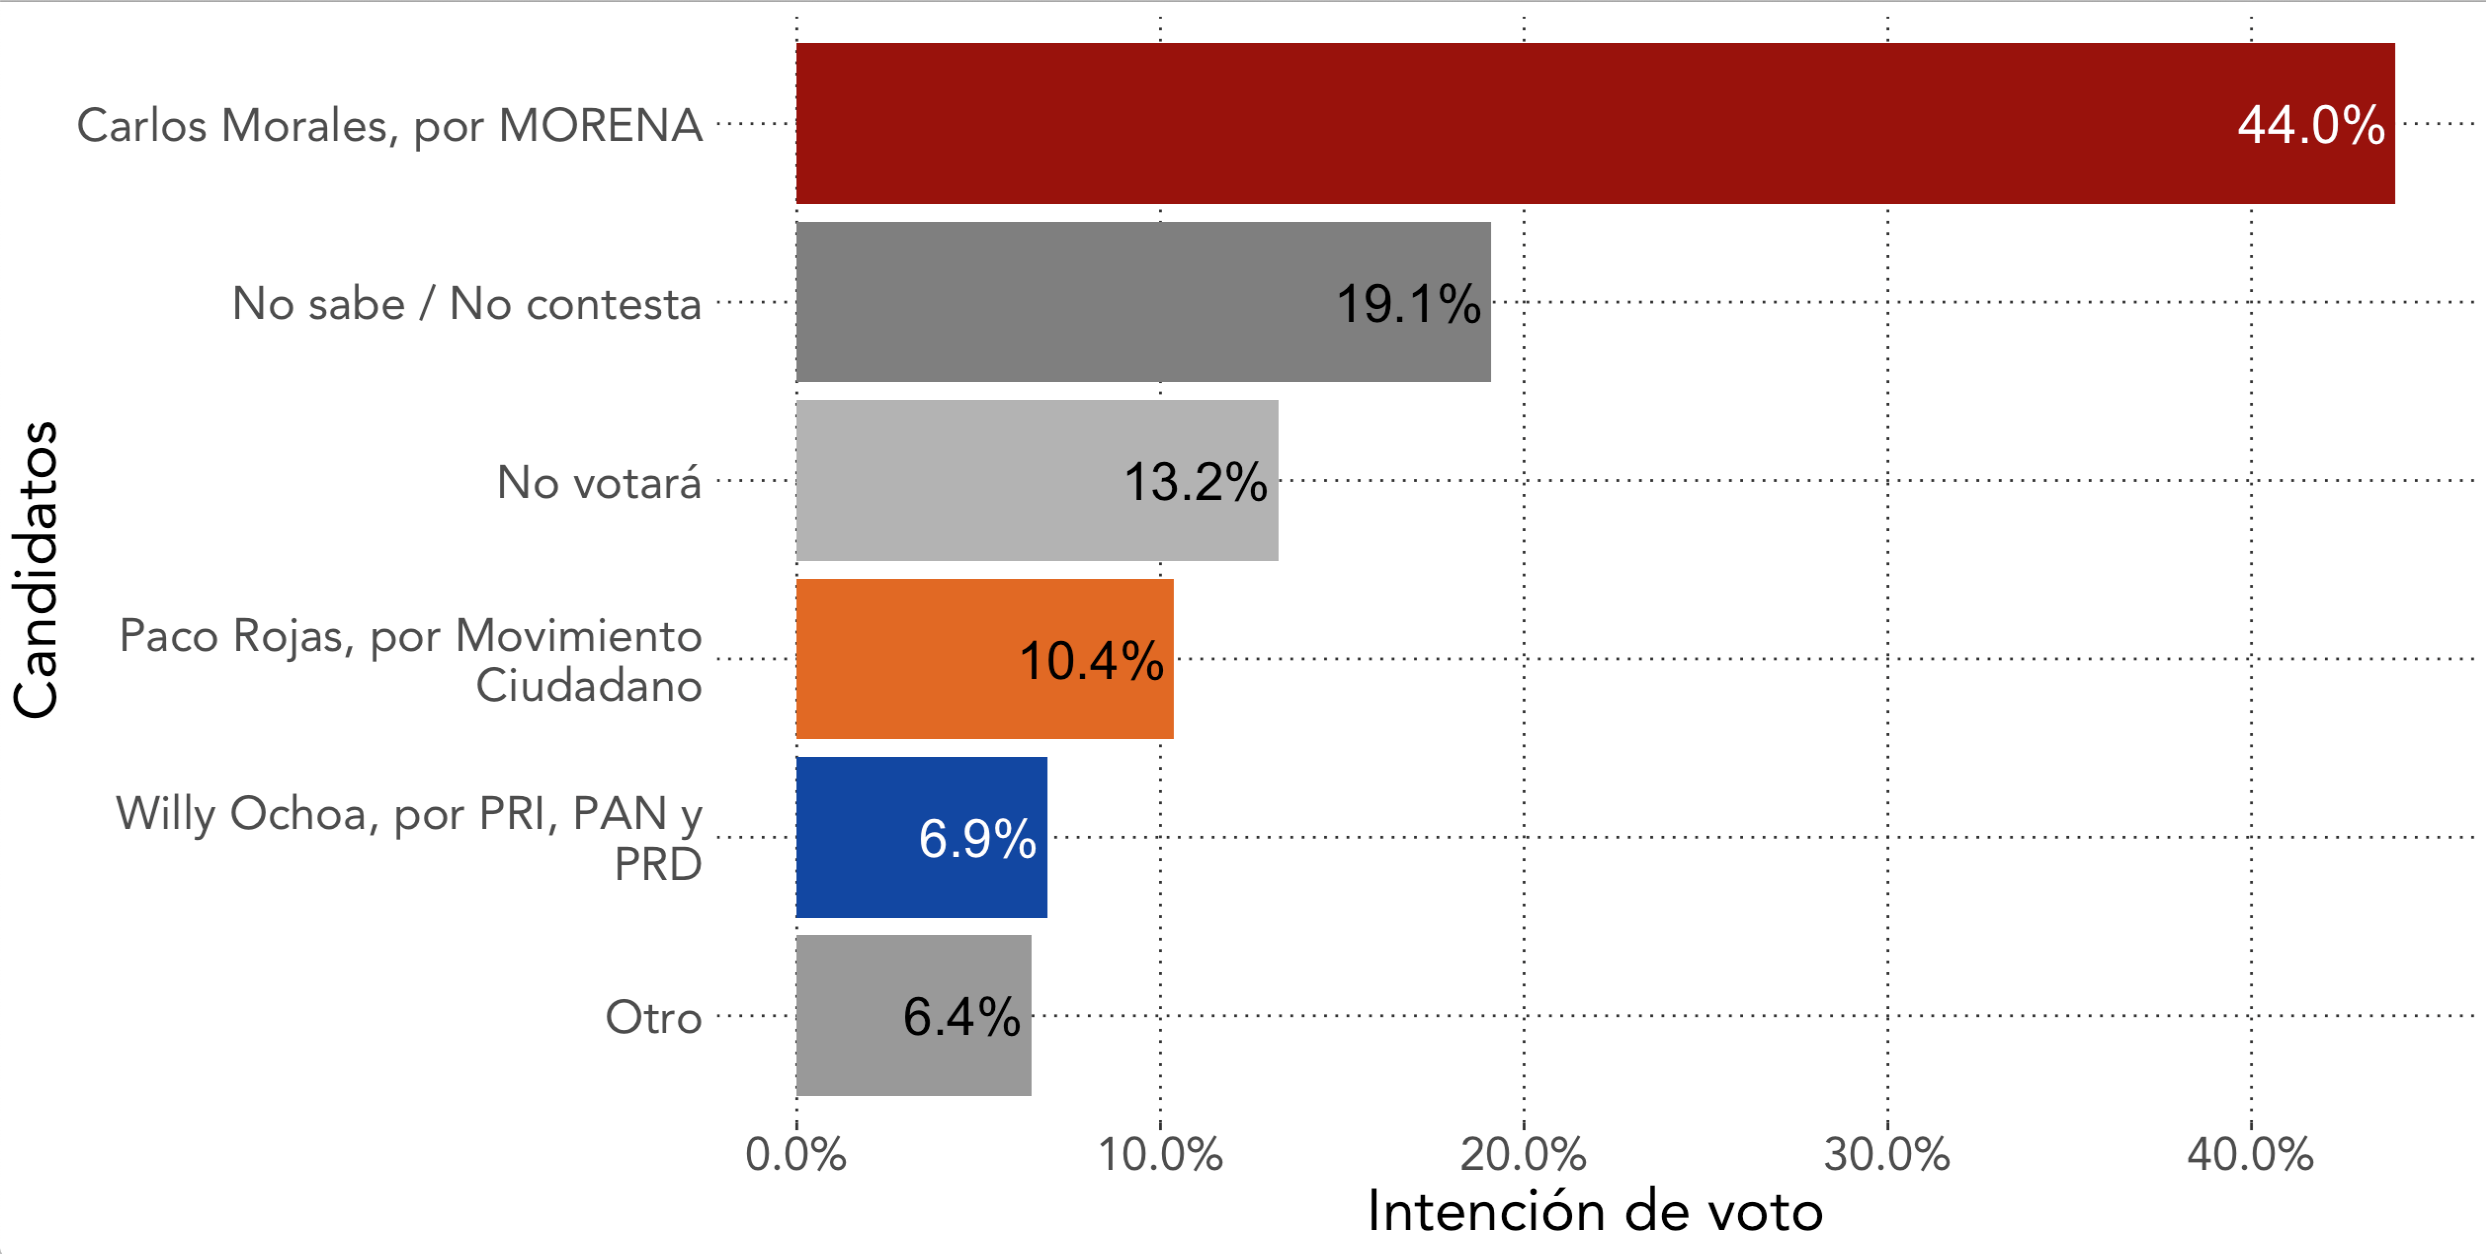 Candidatos
Carlos Morales, por MORENA
44.0%
No sabe / No contesta
19.1%
No votará
13.2%
Paco Rojas, por Movimiento
Ciudadano
10.4%
Willy Ochoa, por PRI, PAN y
PRD
6.9%
Otro
6.4%
0.0% 10.0% 20.0% 30.0% 40.0%
Intención de voto